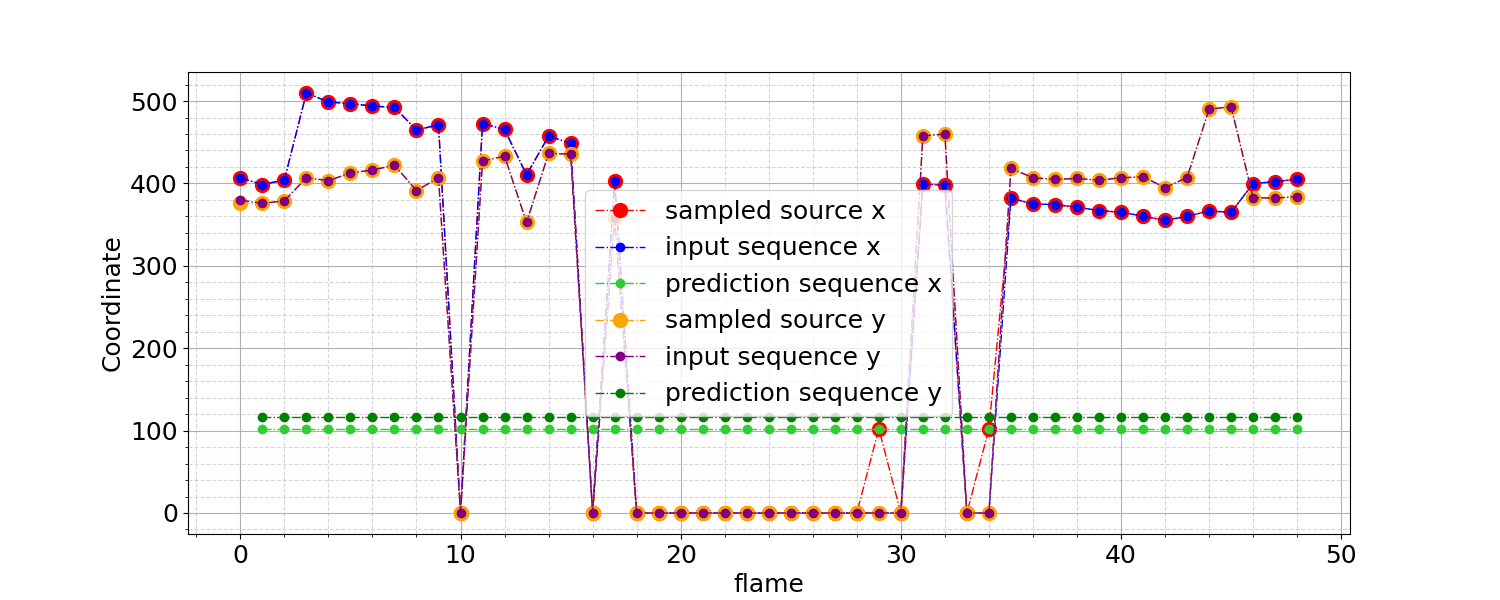 500
400
300
200
100
0
Coordinate
sampled source x
input sequence x
prediction sequence x
sampled source y
input sequence y
prediction sequence y
0 10 20 30 40 50
flame